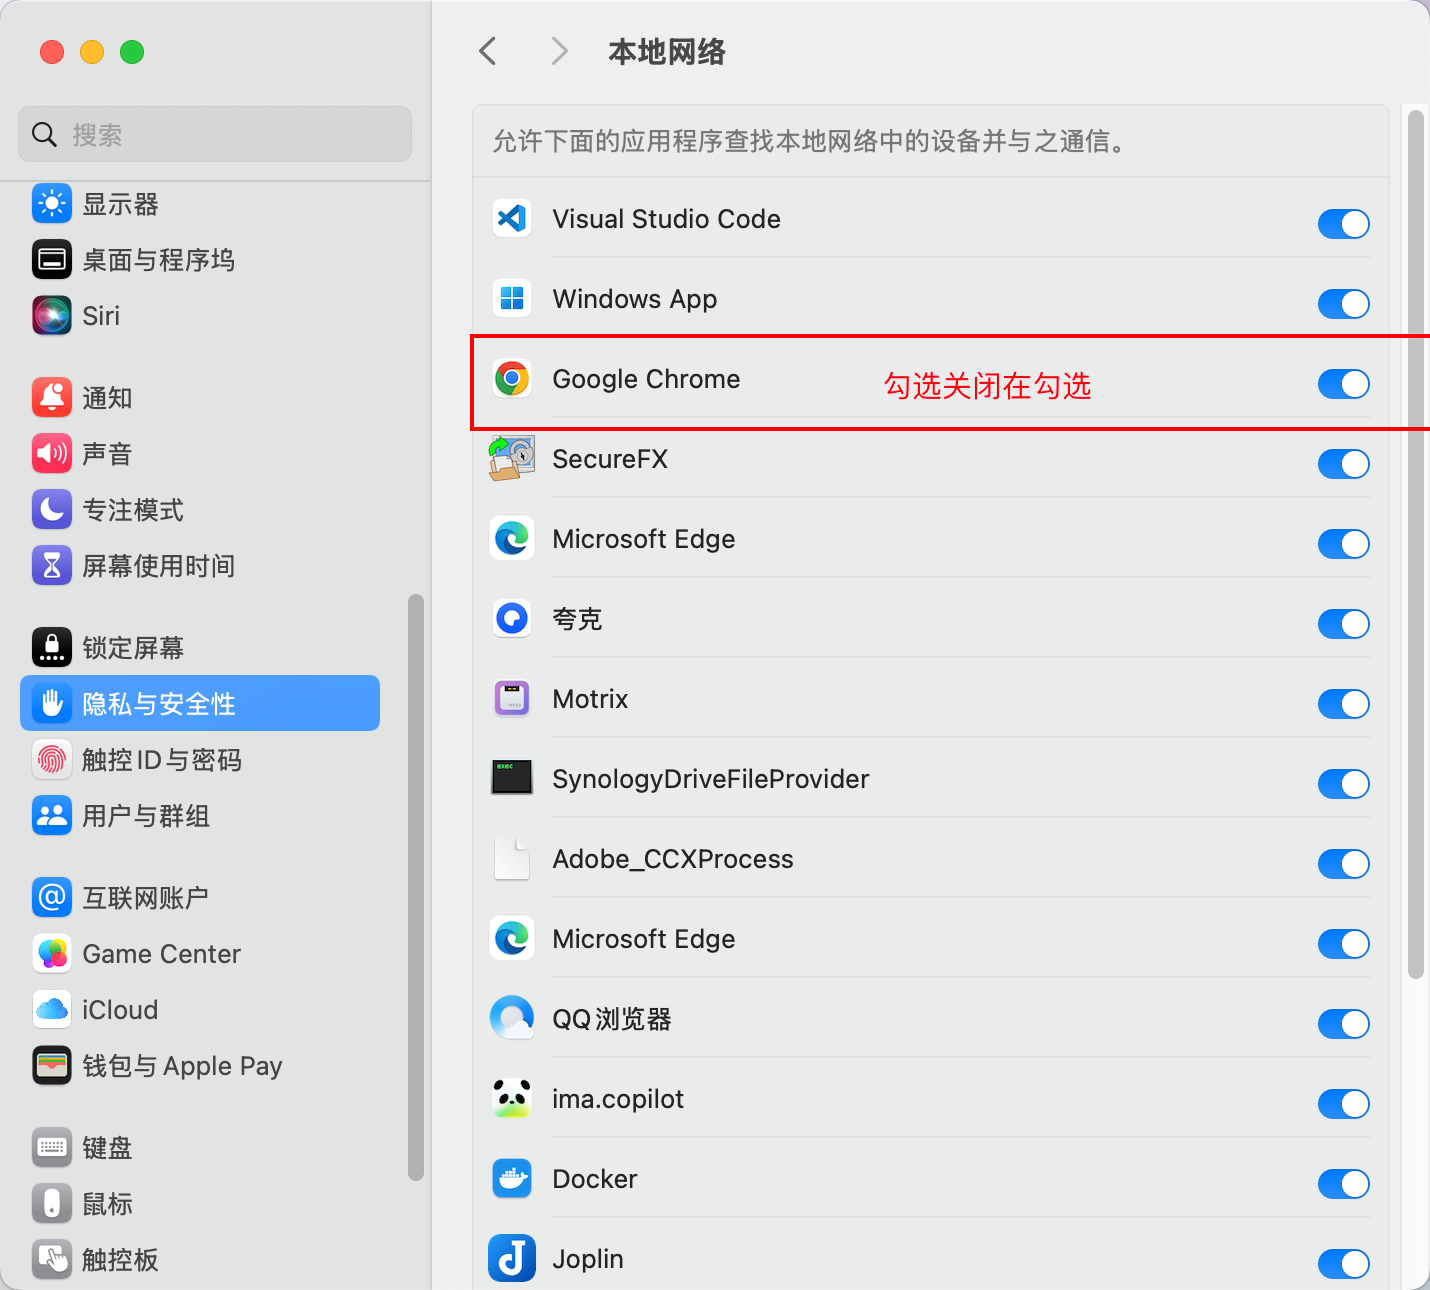 本地网络
搜索
显示器
桌面与程序坞
Siri
通知
声音
专注模式
屏幕使用时间
锁定屏幕
隐私与安全性
触控 ID 与密码
用户与群组
互联网账户
Game Center
iCloud
钱包与 Apple Pay
键盘
鼠标
触控板
允许下面的应用程序查找本地网络中的设备并与之通信。
Visual Studio Code
Windows App
Google Chrome
勾选关闭在勾选
SecureFX
Microsoft Edge
夸克
Motrix
exec
SynologyDriveFileProvider
Adobe_CCXProcess
Microsoft Edge
QQ浏览器
ima.copilot
Docker
Joplin